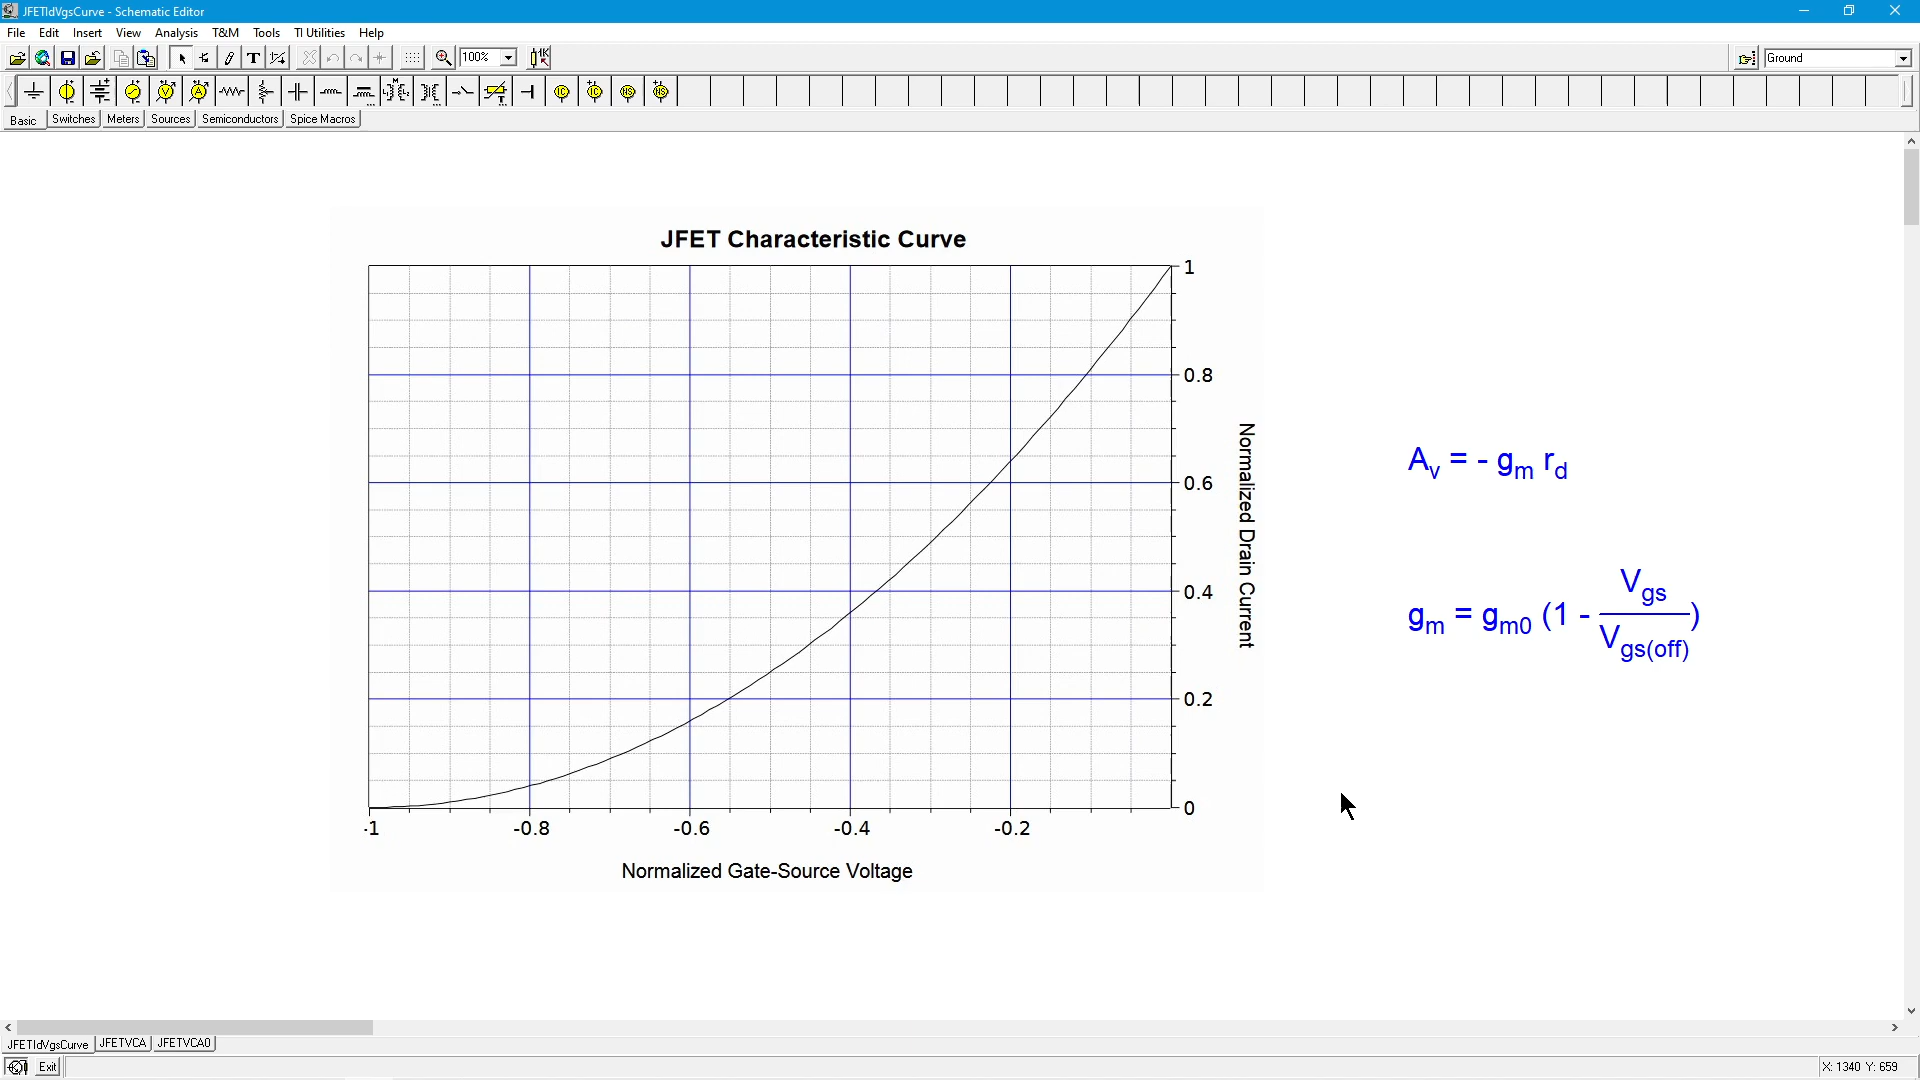 JFETIdVgsCurve - Schematic Editor
File Edit Insert View Analysis T&M Tools TI Utilities Help
100% 1K Ground
Basic Switches Meters Sources Semiconductors Spice Macros
JFET Characteristic Curve
1
0.8
0.6
0.4
0.2
0
-1 -0.8 -0.6 -0.4 -0.2
Normalized Gate-Source Voltage
Normalized Drain Current
Av = - gm rd
gm = gm0 (1 - Vgs / Vgs(off))
JFETIdVgsCurve JFETVCA JFETVCA0
Exit X: 1340 Y: 659